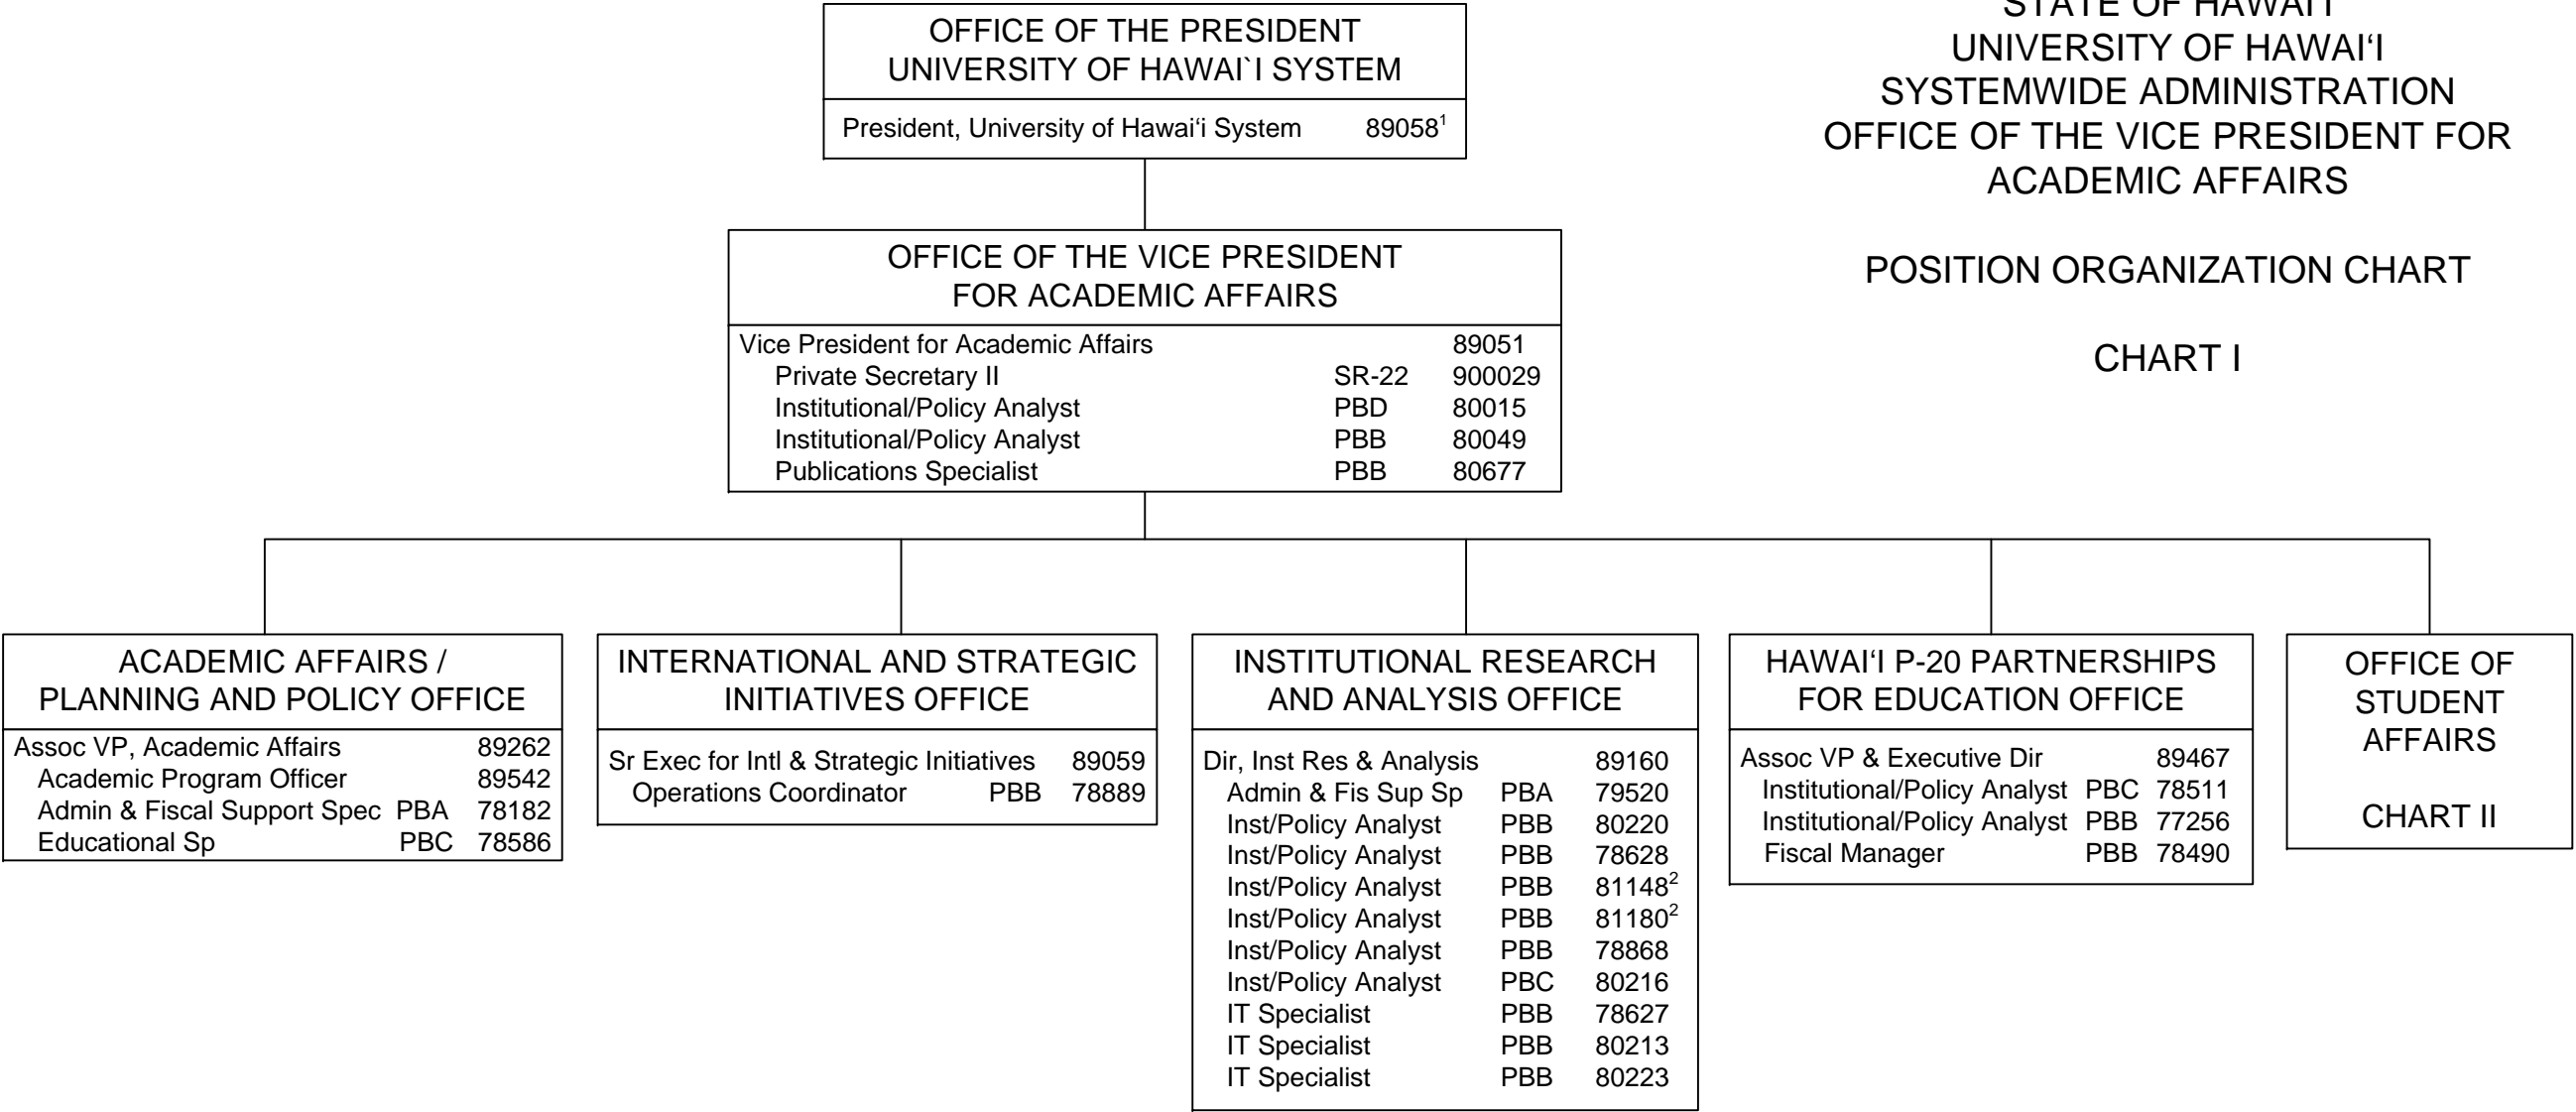 OFFICE OF THE PRESIDENT
UNIVERSITY OF HAWAI`I SYSTEM
President, University of Hawai‘i System 89058¹
STATE OF HAWAI‘I
UNIVERSITY OF HAWAI‘I
SYSTEMWIDE ADMINISTRATION
OFFICE OF THE VICE PRESIDENT FOR
ACADEMIC AFFAIRS
POSITION ORGANIZATION CHART
CHART I
OFFICE OF THE VICE PRESIDENT
FOR ACADEMIC AFFAIRS
Vice President for Academic Affairs 89051
Private Secretary II SR-22 900029
Institutional/Policy Analyst PBD 80015
Institutional/Policy Analyst PBB 80049
Publications Specialist PBB 80677
ACADEMIC AFFAIRS /
PLANNING AND POLICY OFFICE
Assoc VP, Academic Affairs 89262
Academic Program Officer 89542
Admin & Fiscal Support Spec PBA 78182
Educational Sp PBC 78586
INTERNATIONAL AND STRATEGIC
INITIATIVES OFFICE
Sr Exec for Intl & Strategic Initiatives 89059
Operations Coordinator PBB 78889
INSTITUTIONAL RESEARCH
AND ANALYSIS OFFICE
Dir, Inst Res & Analysis 89160
Admin & Fis Sup Sp PBA 79520
Inst/Policy Analyst PBB 80220
Inst/Policy Analyst PBB 78628
Inst/Policy Analyst PBB 81148²
Inst/Policy Analyst PBB 81180²
Inst/Policy Analyst PBB 78868
Inst/Policy Analyst PBC 80216
IT Specialist PBB 78627
IT Specialist PBB 80213
IT Specialist PBB 80223
HAWAI‘I P-20 PARTNERSHIPS
FOR EDUCATION OFFICE
Assoc VP & Executive Dir 89467
Institutional/Policy Analyst PBC 78511
Institutional/Policy Analyst PBB 77256
Fiscal Manager PBB 78490
OFFICE OF
STUDENT
AFFAIRS
CHART II